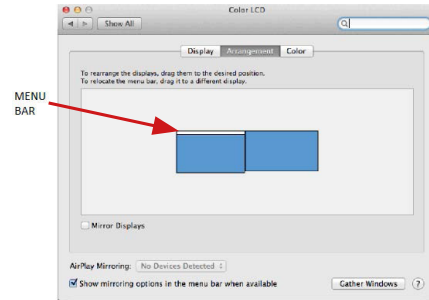 Color LCD
Show All
Display Arrangement Color
To rearrange the displays, drag them to the desired position.
To relocate the menu bar, drag it to a different display.
MENU
BAR
Mirror Displays
AirPlay Mirroring: No Devices Detected
Show mirroring options in the menu bar when available
Gather Windows ?